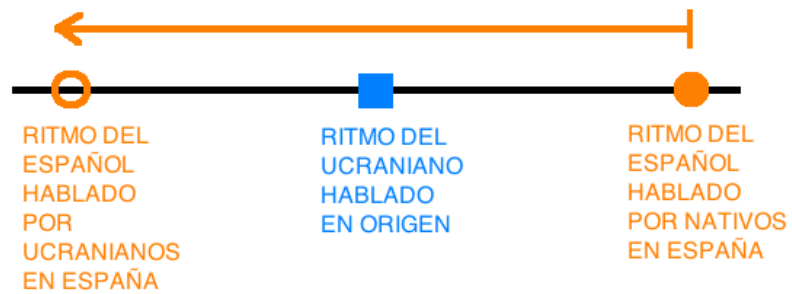 RITMO DEL
ESPAÑOL
HABLADO
POR
UCRANIANOS
EN ESPAÑA
RITMO DEL
UCRANIANO
HABLADO
EN ORIGEN
RITMO DEL
ESPAÑOL
HABLADO
POR NATIVOS
EN ESPAÑA